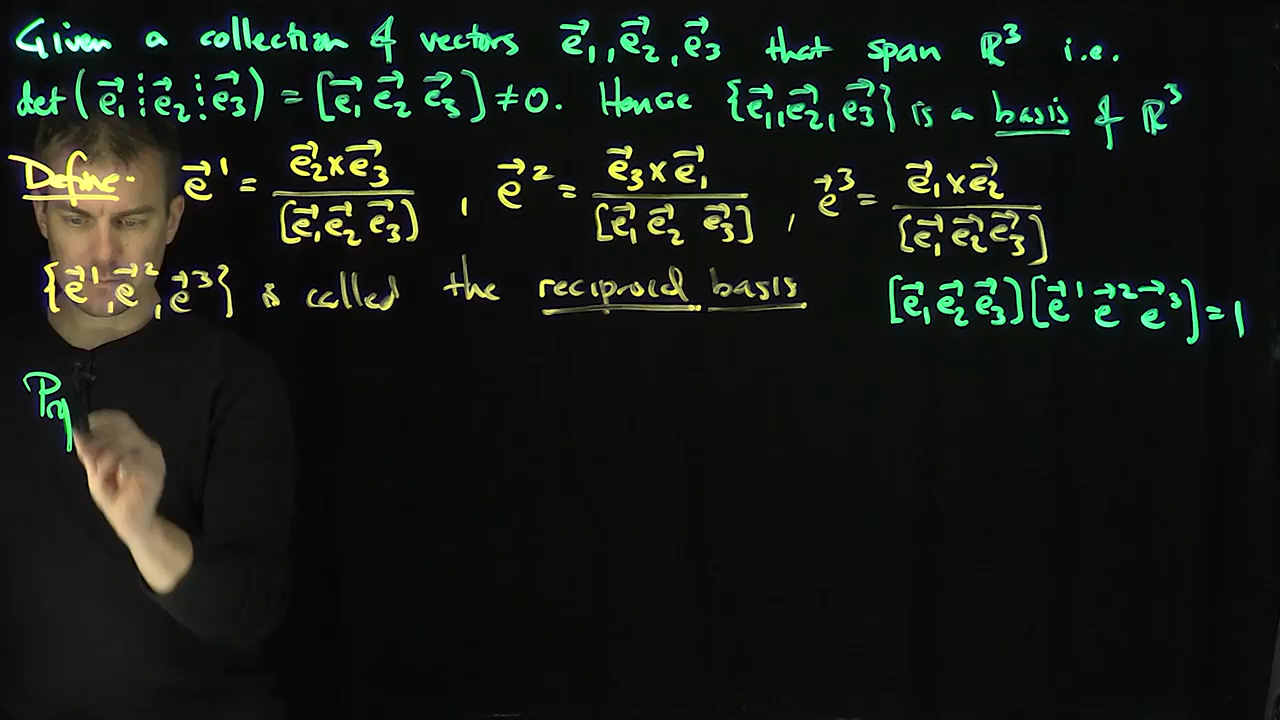 Given a collection of vectors e⃗₁, e⃗₂, e⃗₃ that span ℝ³ i.e.
det(e⃗₁ ⋮ e⃗₂ ⋮ e⃗₃) = [e⃗₁ e⃗₂ e⃗₃] ≠ 0. Hence {e⃗₁, e⃗₂, e⃗₃} is a basis of ℝ³
Define. e⃗¹ = (e⃗₂ × e⃗₃)/[e⃗₁ e⃗₂ e⃗₃], e⃗² = (e⃗₃ × e⃗₁)/[e⃗₁ e⃗₂ e⃗₃], e⃗³ = (e⃗₁ × e⃗₂)/[e⃗₁ e⃗₂ e⃗₃]
{e⃗¹, e⃗², e⃗³} is called the reciprocal basis [e⃗₁ e⃗₂ e⃗₃][e⃗¹ e⃗² e⃗³] = 1